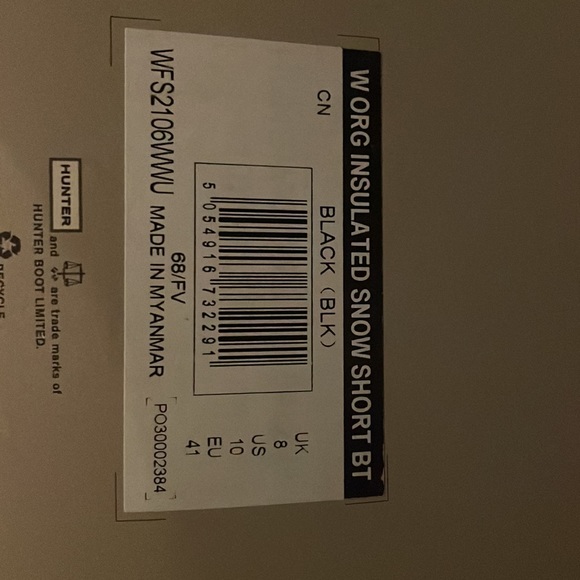 W ORG INSULATED SNOW SHORT BT
CN
BLACK (BLK)
UK
8
US
10
EU
41
5 054916 732291
68/FV
WFS2106WWU MADE IN MYANMAR
PO30002384
HUNTER and are trade marks of
HUNTER BOOT LIMITED.
RECYCLE